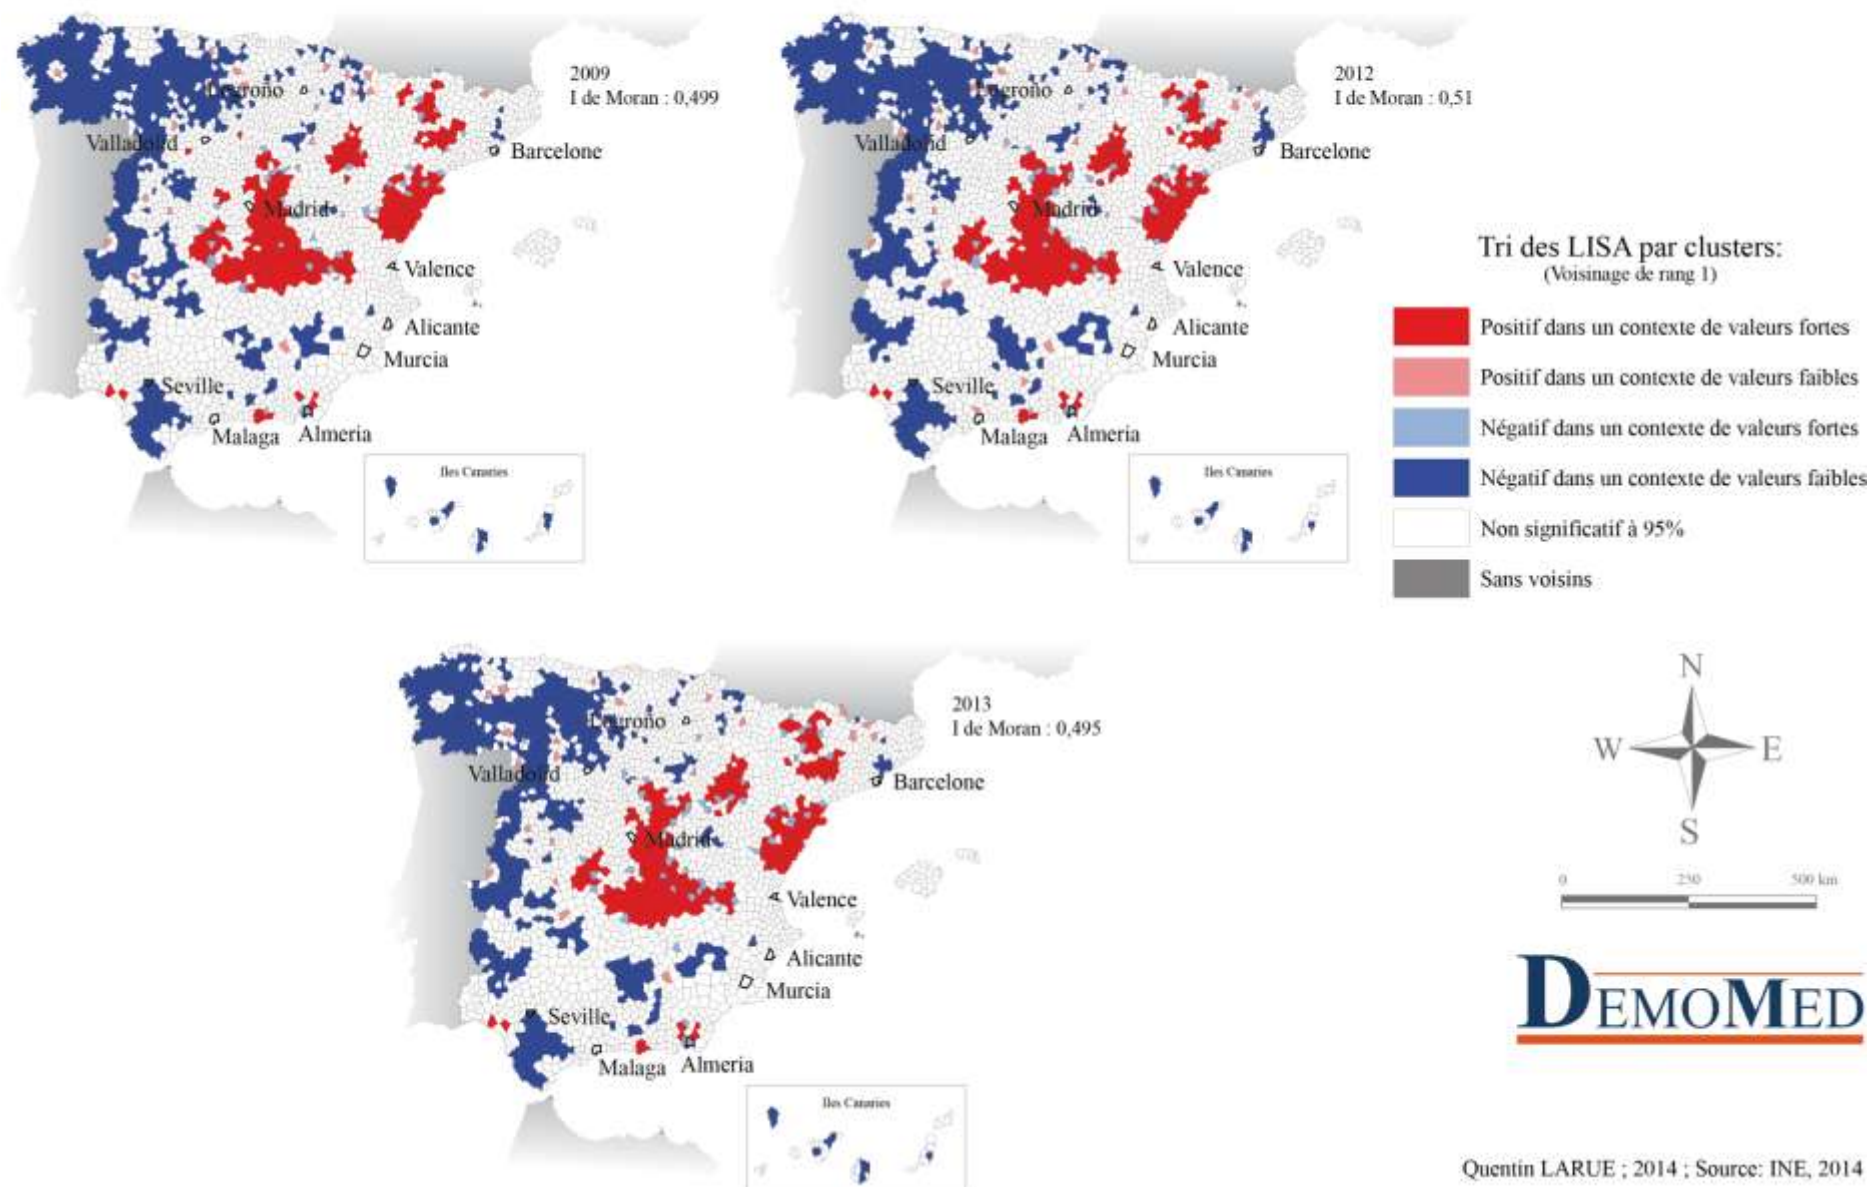 2009
I de Moran : 0,499
Logroño
Valladolid
Barcelone
Madrid
Valence
Alicante
Murcia
Seville
Malaga
Almeria
Iles Canaries
2012
I de Moran : 0,51
Logroño
Valladolid
Barcelone
Madrid
Valence
Alicante
Murcia
Seville
Malaga
Almeria
Iles Canaries
Tri des LISA par clusters:
(Voisinage de rang 1)
Positif dans un contexte de valeurs fortes
Positif dans un contexte de valeurs faibles
Négatif dans un contexte de valeurs fortes
Négatif dans un contexte de valeurs faibles
Non significatif à 95%
Sans voisins
2013
I de Moran : 0,495
Logroño
Valladolid
Barcelone
Madrid
Valence
Alicante
Murcia
Seville
Malaga
Almeria
Iles Canaries
N
W E
S
0 250 500 km
DEMOMED
Quentin LARUE ; 2014 ; Source: INE, 2014